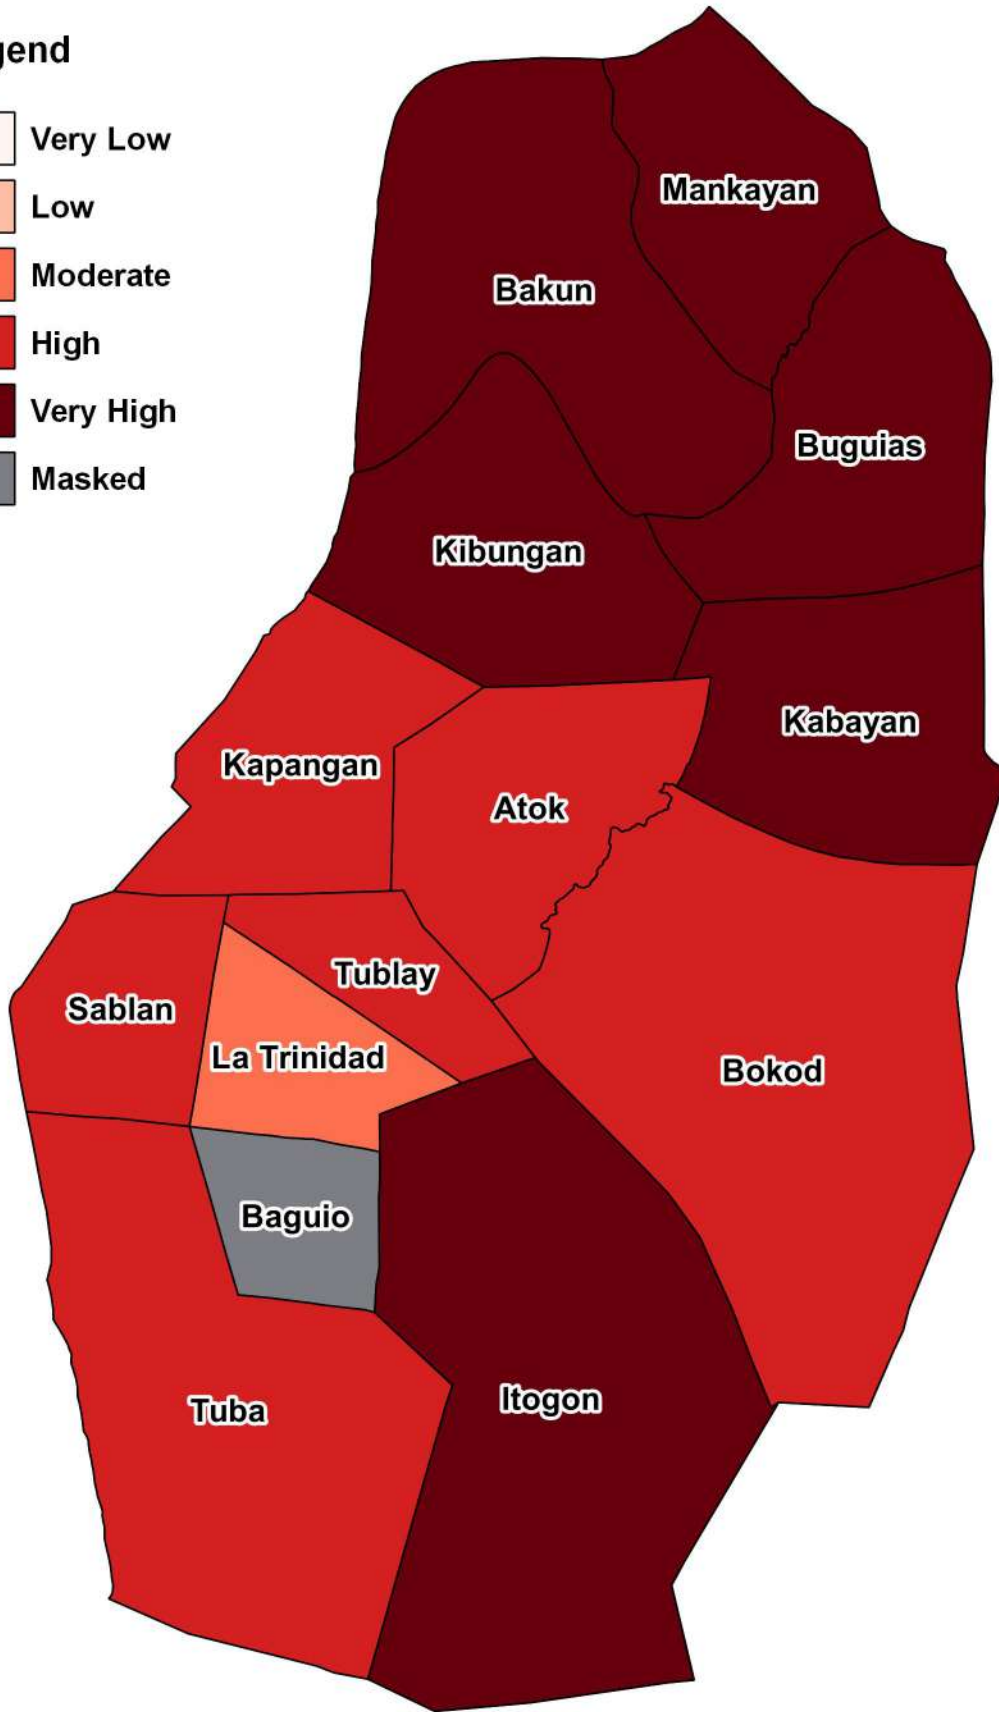 gend
Very Low
Low
Moderate
High
Very High
Masked
Mankayan
Bakun
Buguias
Kibungan
Kabayan
Kapangan
Atok
Tublay
Sablan
La Trinidad
Bokod
Baguio
Itogon
Tuba